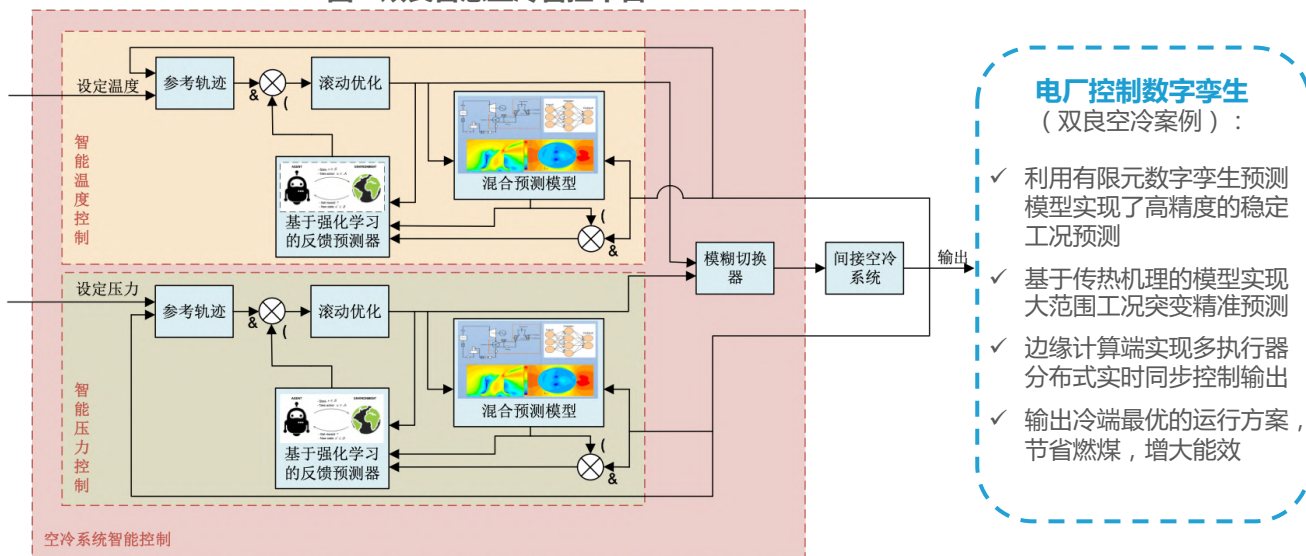 设定温度
参考轨迹
&
(
滚动优化
智能温度控制
AGENT
ENVIRONMENT
基于强化学习
的反馈预测器
混合预测模型
(
&
设定压力
参考轨迹
&
(
滚动优化
智能压力控制
AGENT
ENVIRONMENT
基于强化学习
的反馈预测器
混合预测模型
(
&
模糊切换
器
间接空冷
系统
输出
空冷系统智能控制
电厂控制数字孪生
（双良空冷案例）：
✓ 利用有限元数字孪生预测
模型实现了高精度的稳定
工况预测
✓ 基于传热机理的模型实现
大范围工况突变精准预测
✓ 边缘计算端实现多执行器
分布式实时同步控制输出
✓ 输出冷端最优的运行方案，
节省燃煤，增大能效